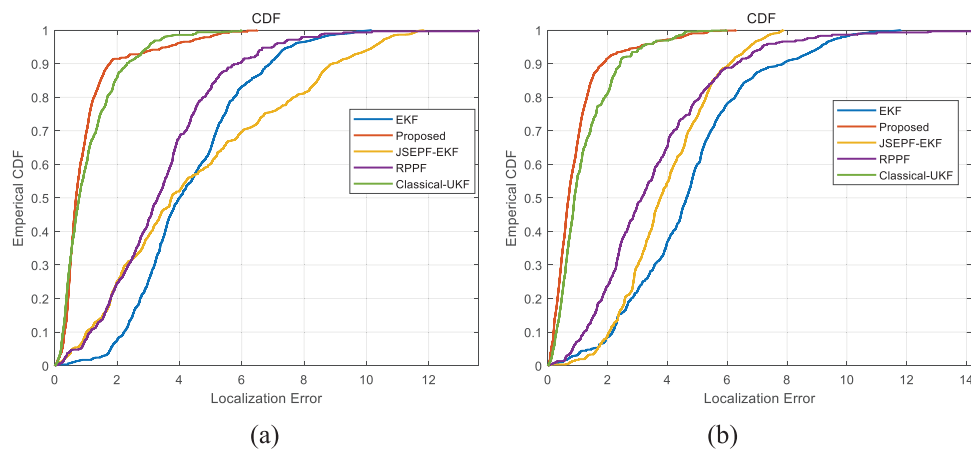 CDF
Emperical CDF
1
0.9
0.8
0.7
0.6
0.5
0.4
0.3
0.2
0.1
0
0 2 4 6 8 10 12
Localization Error
EKF
Proposed
JSEPF-EKF
RPPF
Classical-UKF
(a)
CDF
Emperical CDF
1
0.9
0.8
0.7
0.6
0.5
0.4
0.3
0.2
0.1
0
0 2 4 6 8 10 12 14
Localization Error
EKF
Proposed
JSEPF-EKF
RPPF
Classical-UKF
(b)